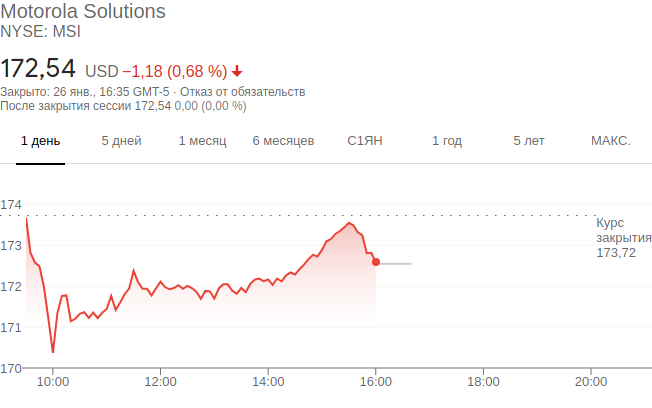 Motorola Solutions
NYSE: MSI
172,54 USD −1,18 (0,68 %)
Закрыто: 26 янв., 16:35 GMT-5 · Отказ от обязательств
После закрытия сессии 172,54 0,00 (0,00 %)
1 день 5 дней 1 месяц 6 месяцев С1ЯН 1 год 5 лет МАКС.
174
Курс
закрытия
173,72
173
172
171
170
10:00 12:00 14:00 16:00 18:00 20:00